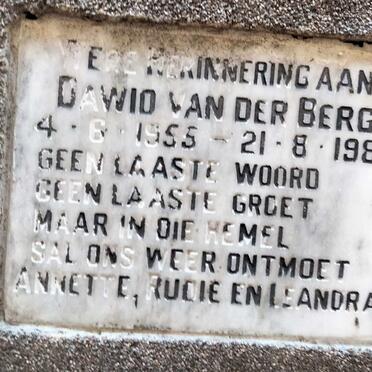 TEDERE HERINNERING AAN
DAWID VAN DER BERG
4·6·1955 - 21·8·198
GEEN LAASTE WOORD
GEEN LAASTE GROET
MAAR IN DIE HEMEL
SAL ONS WEER ONTMOET
ANNETTE, RUDIE EN LEANDRA